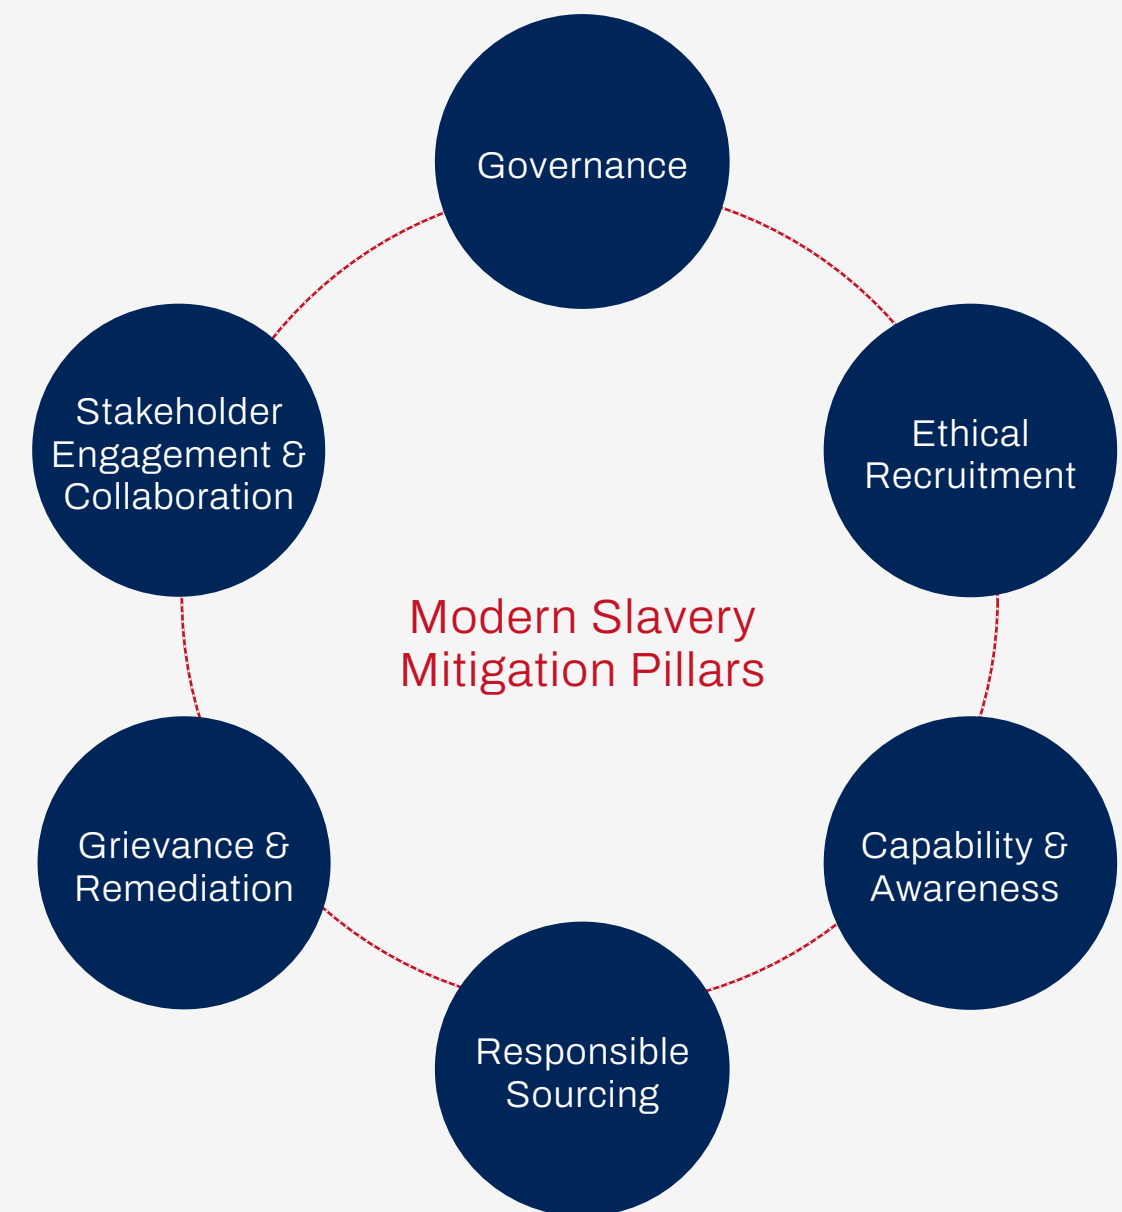 Governance
Ethical
Recruitment
Capability &
Awareness
Responsible
Sourcing
Grievance &
Remediation
Stakeholder
Engagement &
Collaboration
Modern Slavery
Mitigation Pillars